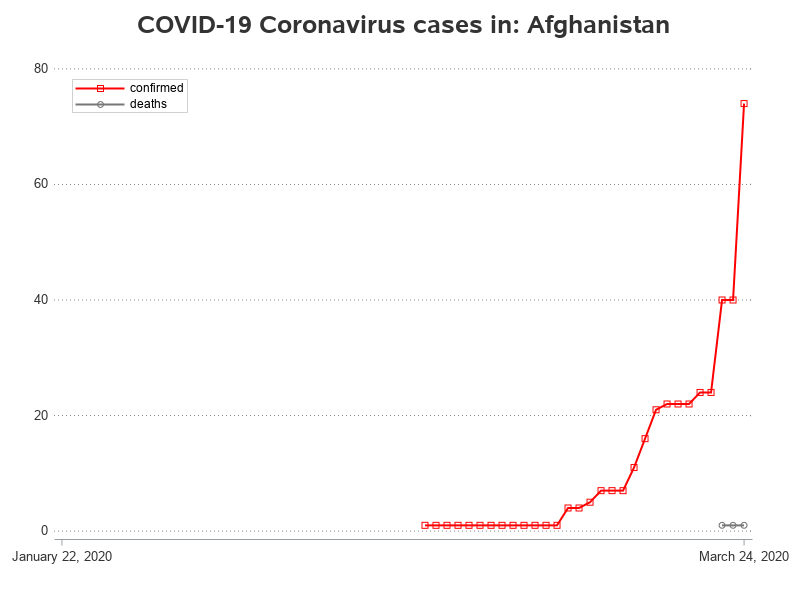 COVID-19 Coronavirus cases in: Afghanistan
80
confirmed
deaths
60
40
20
0
January 22, 2020
March 24, 2020